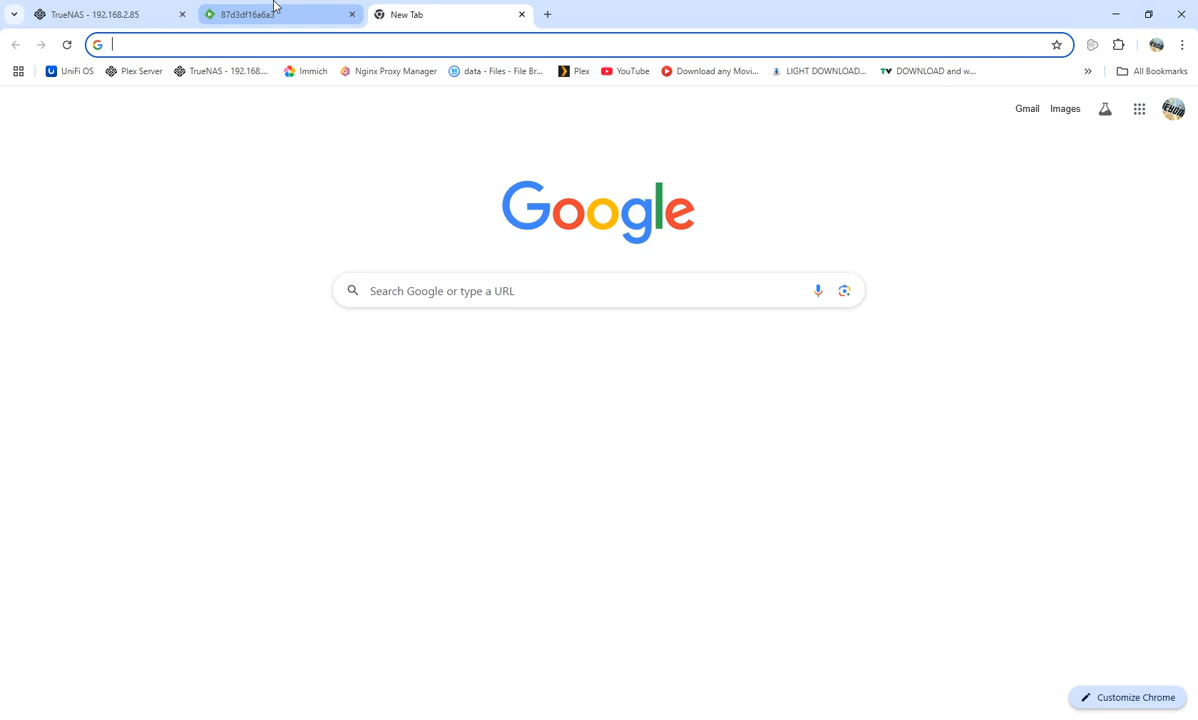 TrueNAS - 192.168.2.85
87d3df16a6a3
New Tab
UniFi OS
Plex Server
TrueNAS - 192.168....
Immich
Nginx Proxy Manager
data - Files - File Br...
Plex
YouTube
Download any Movi...
LIGHT DOWNLOAD...
DOWNLOAD and w...
All Bookmarks
Gmail
Images
Google
Search Google or type a URL
Customize Chrome